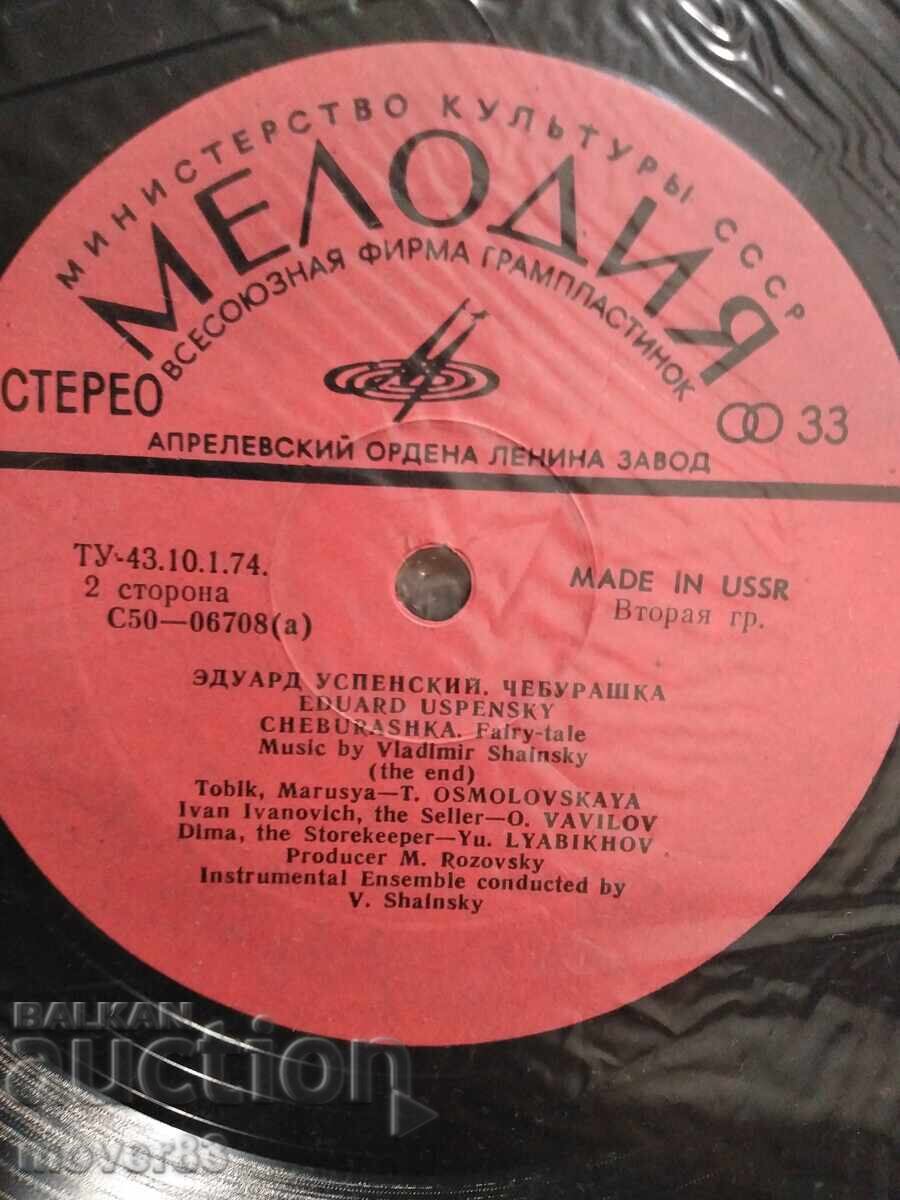 МИНИСТЕРСТВО КУЛЬТУРЫ СССР
МЕЛОДИЯ
ВСЕСОЮЗНАЯ ФИРМА ГРАМПЛАСТИНОК
СТЕРЕО
33
АПРЕЛЕВСКИЙ ОРДЕНА ЛЕНИНА ЗАВОД
ТУ-43.10.1.74.
2 сторона
С50—06708(а)
MADE IN USSR
Вторая гр.
ЭДУАРД УСПЕНСКИЙ. ЧЕБУРАШКА
EDUARD USPENSKY
CHEBURASHKA. Fairy-tale
Music by Vladimir Shainsky
(the end)
Tobik, Marusya—T. OSMOLOVSKAYA
Ivan Ivanovich, the Seller—O. VAVILOV
Dima, the Storekeeper—Yu. LYABIKHOV
Producer M. Rozovsky
Instrumental Ensemble conducted by
V. Shainsky
BALKAN
auction
mover83